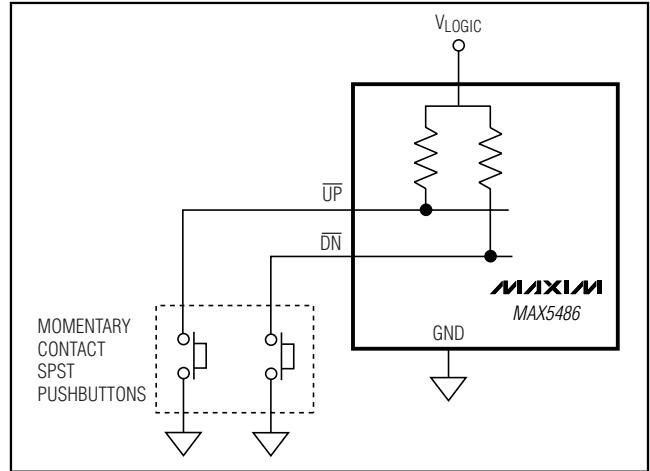 VLOGIC
UP
DN
MAXIM
MAX5486
GND
MOMENTARY
CONTACT
SPST
PUSHBUTTONS